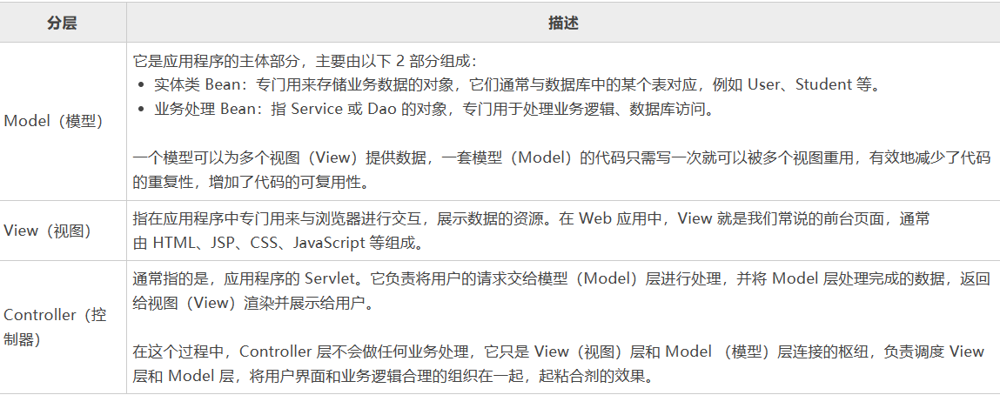 分层
描述
Model（模型）
它是应用程序的主体部分，主要由以下 2 部分组成：
• 实体类 Bean：专门用来存储业务数据的对象，它们通常与数据库中的某个表对应，例如 User、Student 等。
• 业务处理 Bean：指 Service 或 Dao 的对象，专门用于处理业务逻辑、数据库访问。
一个模型可以为多个视图（View）提供数据，一套模型（Model）的代码只需写一次就可以被多个视图重用，有效地减少了代码
的重复性，增加了代码的可复用性。
View（视图）
指在应用程序中专门用来与浏览器进行交互，展示数据的资源。在 Web 应用中，View 就是我们常说的前台页面，通常
由 HTML、JSP、CSS、JavaScript 等组成。
Controller（控
制器）
通常指的是，应用程序的 Servlet。它负责将用户的请求交给模型（Model）层进行处理，并将 Model 层处理完成的数据，返回
给视图（View）渲染并展示给用户。
在这个过程中，Controller 层不会做任何业务处理，它只是 View（视图）层和 Model （模型）层连接的枢纽，负责调度 View
层和 Model 层，将用户界面和业务逻辑合理的组织在一起，起粘合剂的效果。